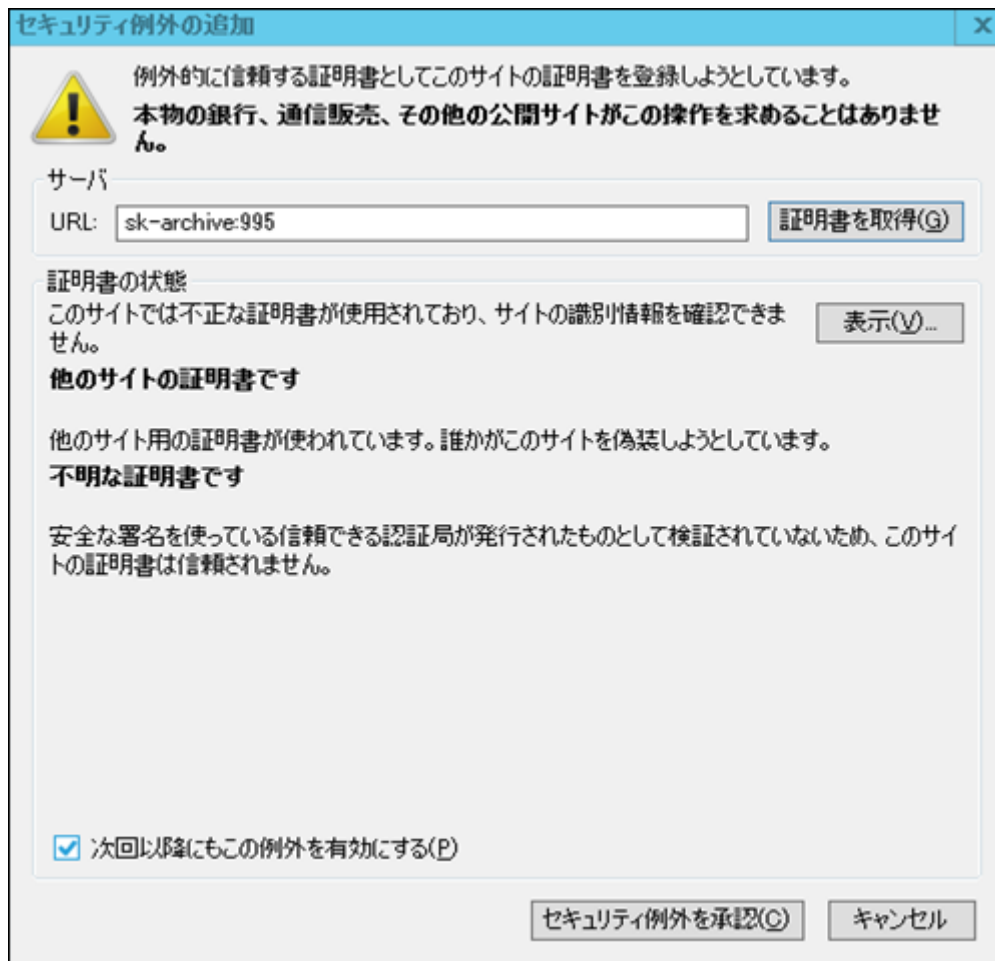 セキュリティ例外の追加
例外的に信頼する証明書としてこのサイトの証明書を登録しようとしています。
本物の銀行、通信販売、その他の公開サイトがこの操作を求めることはありませ
ん。
サーバ
URL: sk-archive:995 証明書を取得(G)
証明書の状態
このサイトでは不正な証明書が使用されており、サイトの識別情報を確認できま
せん。
表示(V)...
他のサイトの証明書です
他のサイト用の証明書が使われています。誰かがこのサイトを偽装しようとしています。
不明な証明書です
安全な署名を使っている信頼できる認証局が発行されたものとして検証されていないため、このサイ
トの証明書は信頼されません。
次回以降にもこの例外を有効にする(P)
セキュリティ例外を承認(C) キャンセル